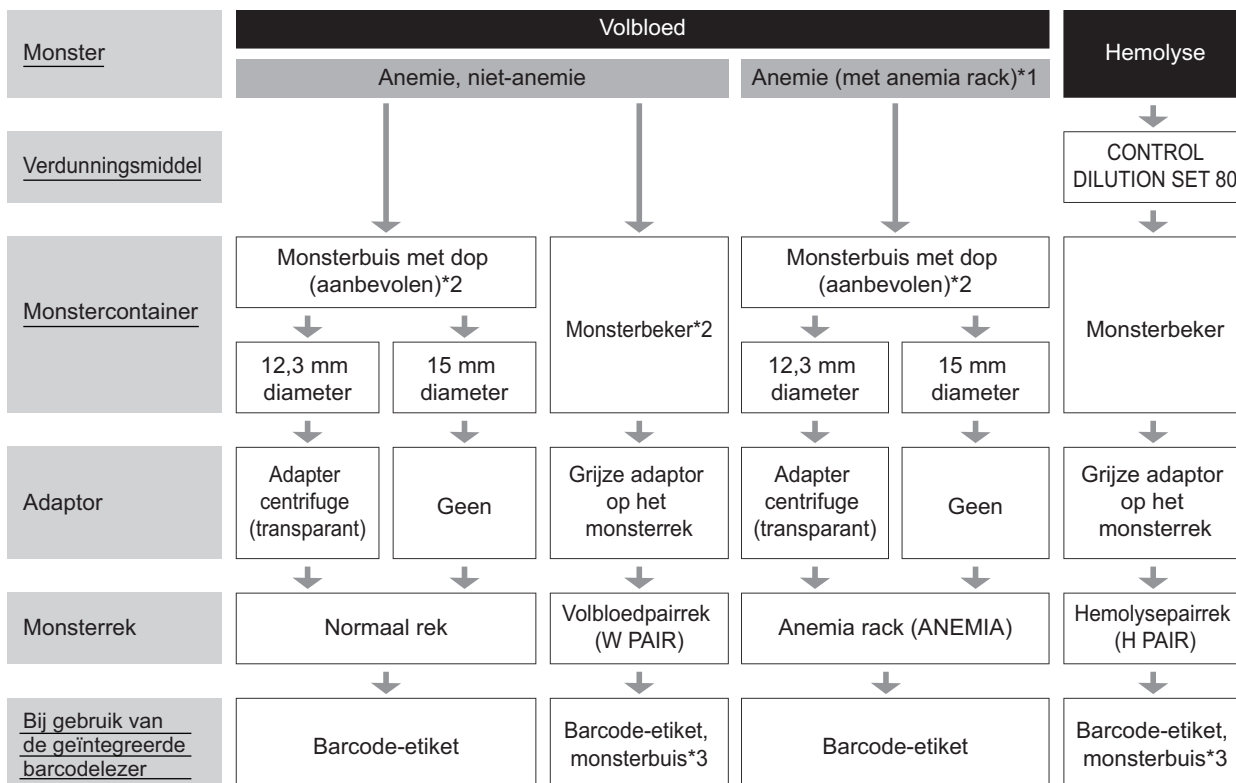 Monster
Volbloed
Hemolyse
Anemie, niet-anemie
Anemie (met anemia rack)*1
Verdunningsmiddel
CONTROL
DILUTION SET 80
Monstercontainer
Monsterbuis met dop
(aanbevolen)*2
12,3 mm
diameter
15 mm
diameter
Monsterbeker*2
Monsterbuis met dop
(aanbevolen)*2
12,3 mm
diameter
15 mm
diameter
Monsterbeker
Adaptor
Adapter
centrifuge
(transparant)
Geen
Grijze adaptor
op het
monsterrek
Adapter
centrifuge
(transparant)
Geen
Grijze adaptor
op het
monsterrek
Monsterrek
Normaal rek
Volbloedpairrek
(W PAIR)
Anemia rack (ANEMIA)
Hemolysepairrek
(H PAIR)
Bij gebruik van
de geïntegreerde
barcodelezer
Barcode-etiket
Barcode-etiket,
monsterbuis*3
Barcode-etiket
Barcode-etiket,
monsterbuis*3